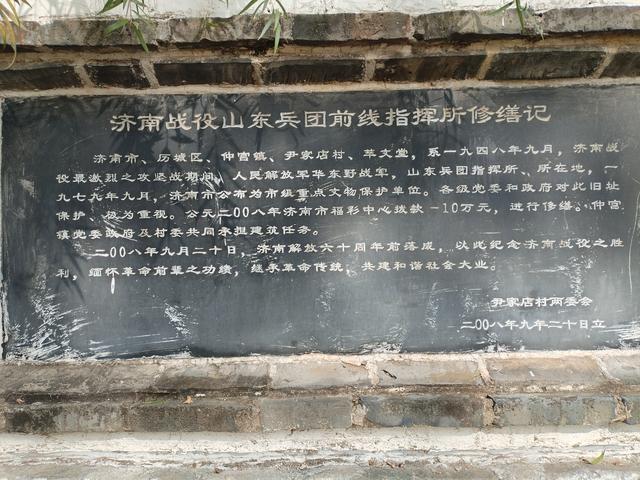 济南战役山东兵团前线指挥所修缮记
济南市、历城区、仲宫镇、尹家店村、萃文堂，系一九四八年九月，济南战
役最激烈之攻坚战期间，人民解放军华东野战军，山东兵团指挥所、所在地，一
九七九年九月，济南市公布为市级重点文物保护单位。各级党委和政府对此旧址
保护，极为重视。公元二00八年济南市福彩中心拨款一10万元，进行修缮。仲宫
镇党委政府及村委共同承担建筑任务。
二00八年九月二十日，济南解放六十周年前落成，以此纪念济南战役之胜
利，缅怀革命前辈之功绩，继承革命传统，共建和谐社会大业。
尹家店村两委会
二00八年九年二十日立